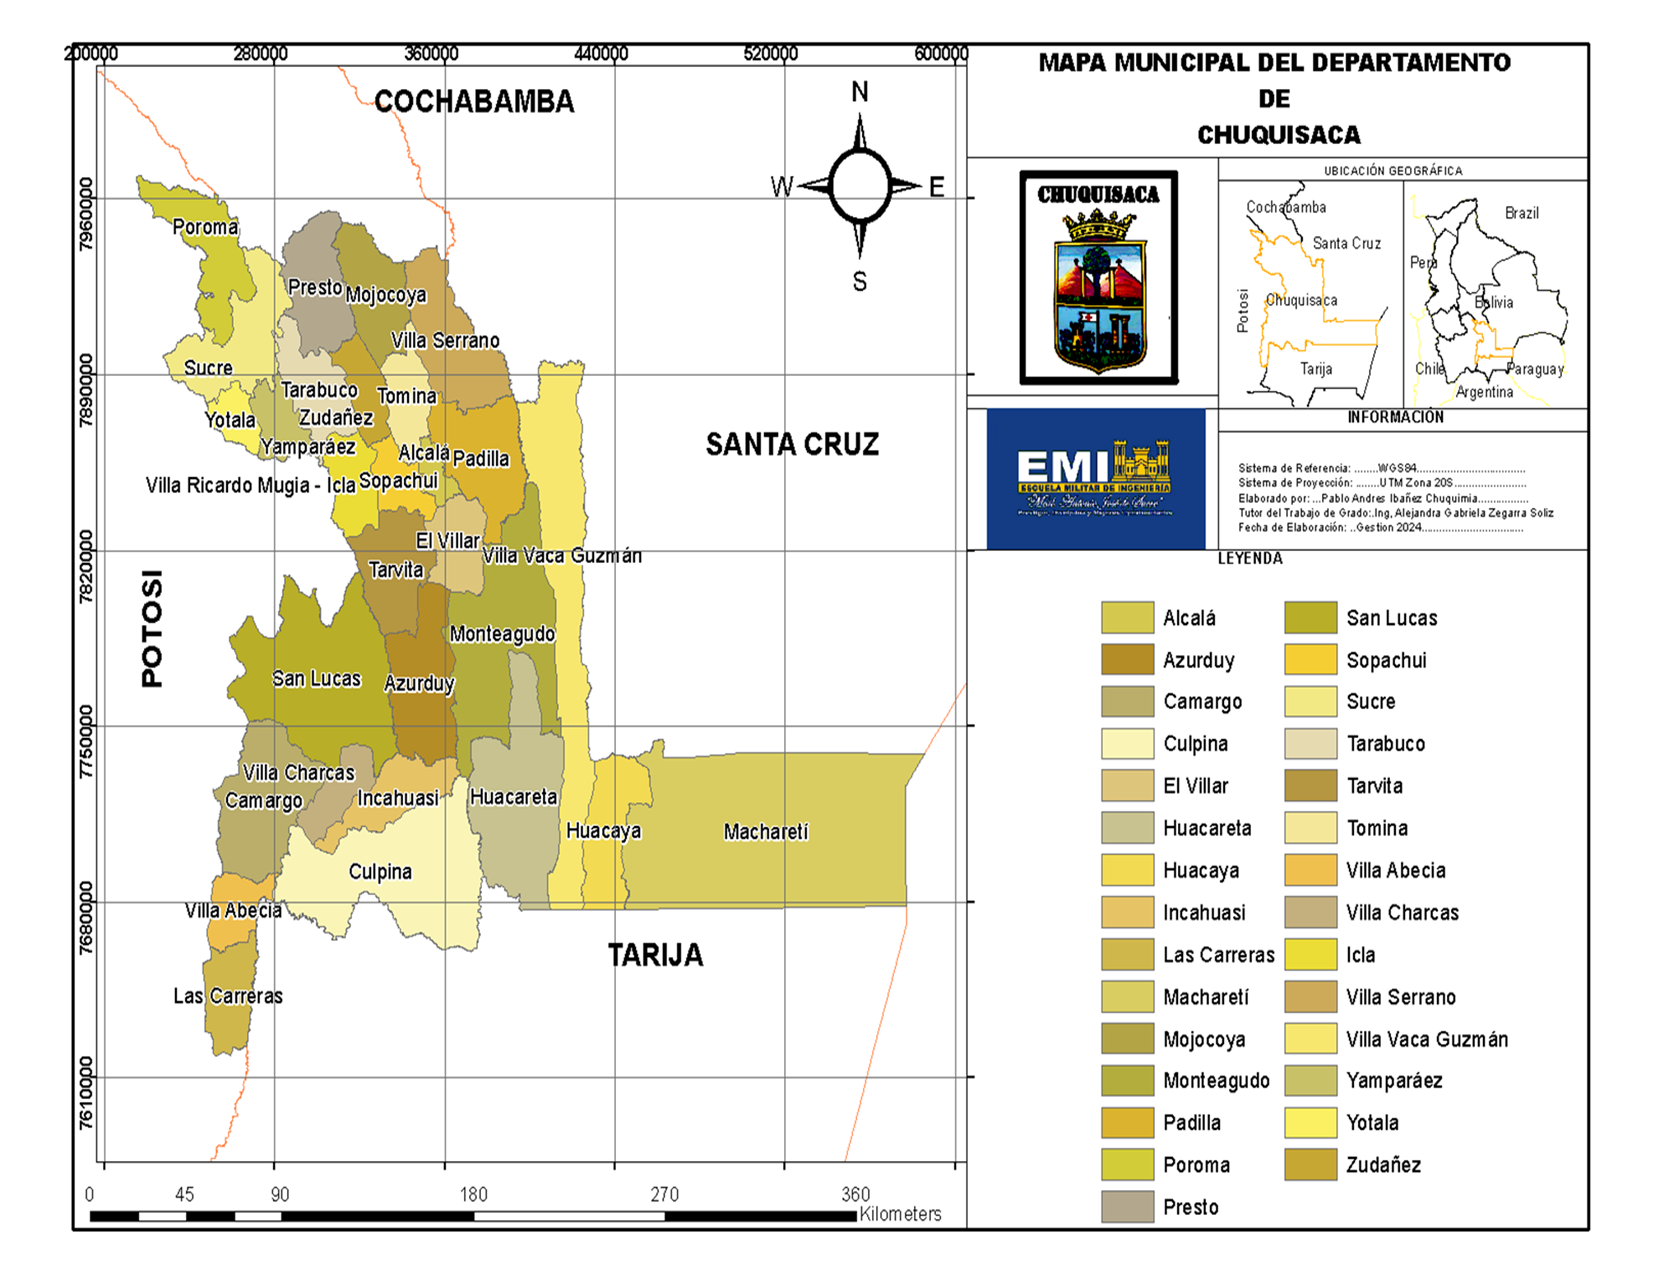 200000 280000 360000 440000 520000 600000
7960000
7890000
7820000
7750000
7680000
7610000
COCHABAMBA
N
W E
S
SANTA CRUZ
POTOSI
TARIJA
Poroma
Presto
Mojocoya
Villa Serrano
Sucre
Tarabuco
Tomina
Yotala
Zudañez
Yamparáez
Alcalá
Padilla
Villa Ricardo Mugia - Icla
Sopachui
El Villar
Villa Vaca Guzmán
Tarvita
Monteagudo
San Lucas
Azurduy
Villa Charcas
Camargo
Incahuasi
Huacareta
Huacaya
Macharetí
Culpina
Villa Abecia
Las Carreras
0 45 90 180 270 360
Kilometers
MAPA MUNICIPAL DEL DEPARTAMENTO
DE
CHUQUISACA
CHUQUISACA
UBICACIÓN GEOGRÁFICA
Cochabamba
Santa Cruz
Potosi
Chuquisaca
Tarija
Brazil
Perú
Bolivia
Chile
Paraguay
Argentina
EMI
ESCUELA MILITAR DE INGENIERÍA
INFORMACIÓN
Sistema de Referencia: ........WGS84....................................
Sistema de Proyección: ........UTM Zona 20S........................
Elaborado por: ...Pablo Andres Ibañez Chuquimia.................
Tutor del Trabajo de Grado:.Ing, Alejandra Gabriela Zegarra Soliz
Fecha de Elaboración: ..Gestion 2024..................................
LEYENDA
Alcalá
Azurduy
Camargo
Culpina
El Villar
Huacareta
Huacaya
Incahuasi
Las Carreras
Macharetí
Mojocoya
Monteagudo
Padilla
Poroma
Presto
San Lucas
Sopachui
Sucre
Tarabuco
Tarvita
Tomina
Villa Abecia
Villa Charcas
Icla
Villa Serrano
Villa Vaca Guzmán
Yamparáez
Yotala
Zudañez